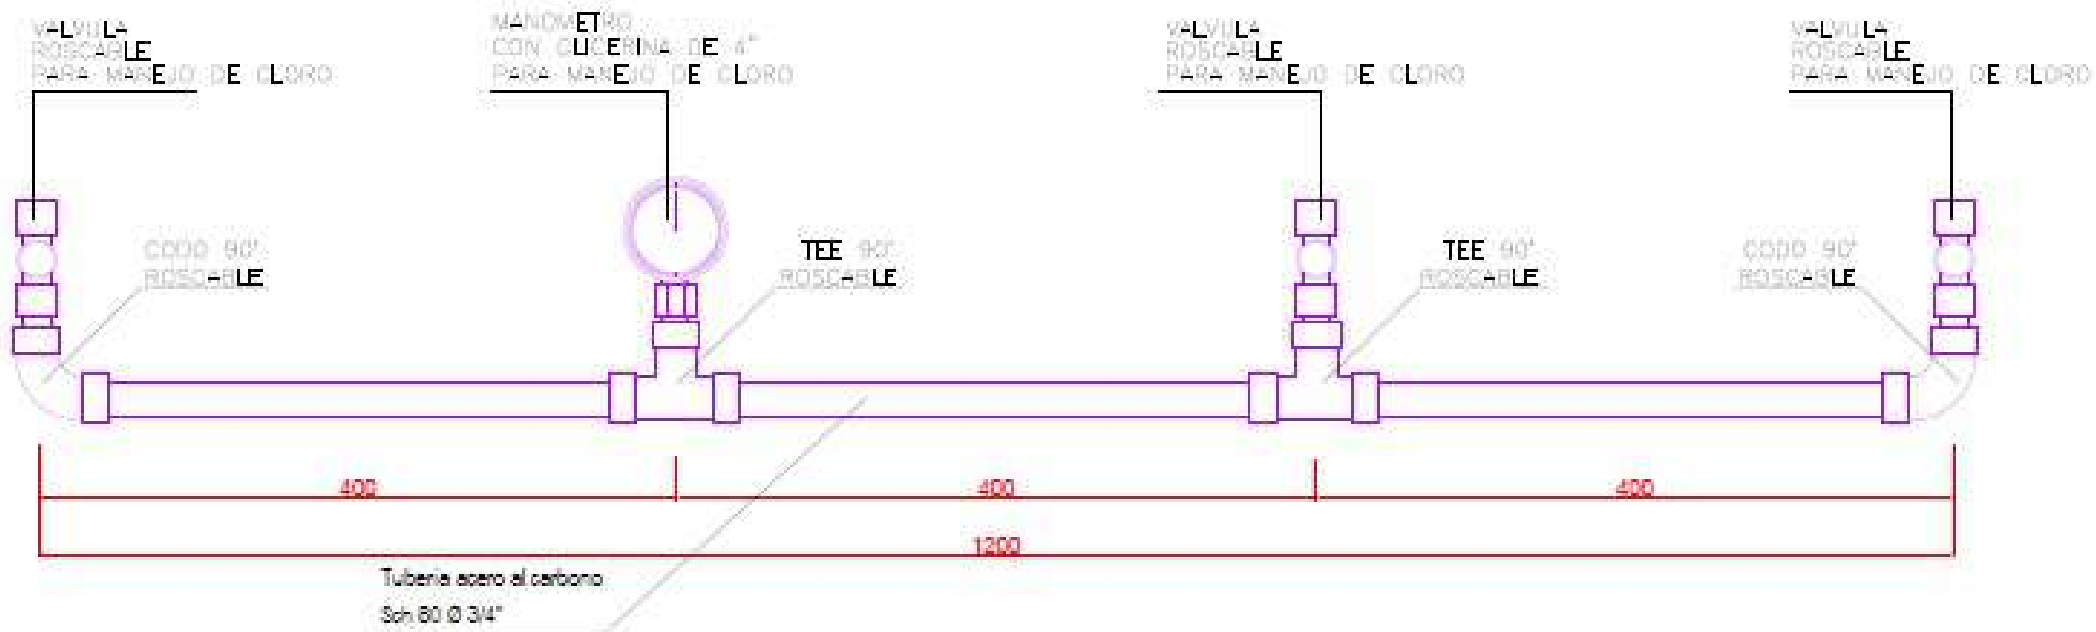 VALVULA
ROSCABLE
PARA MANEJO DE CLORO
MANOMETRO
CON GLICERINA DE 4"
PARA MANEJO DE CLORO
VALVULA
ROSCABLE
PARA MANEJO DE CLORO
VALVULA
ROSCABLE
PARA MANEJO DE CLORO
CODO 90°
ROSCABLE
TEE 90°
ROSCABLE
TEE 90°
ROSCABLE
CODO 90°
ROSCABLE
400
400
400
1200
Tubería acero al carbono
Sch 80 Ø 3/4"